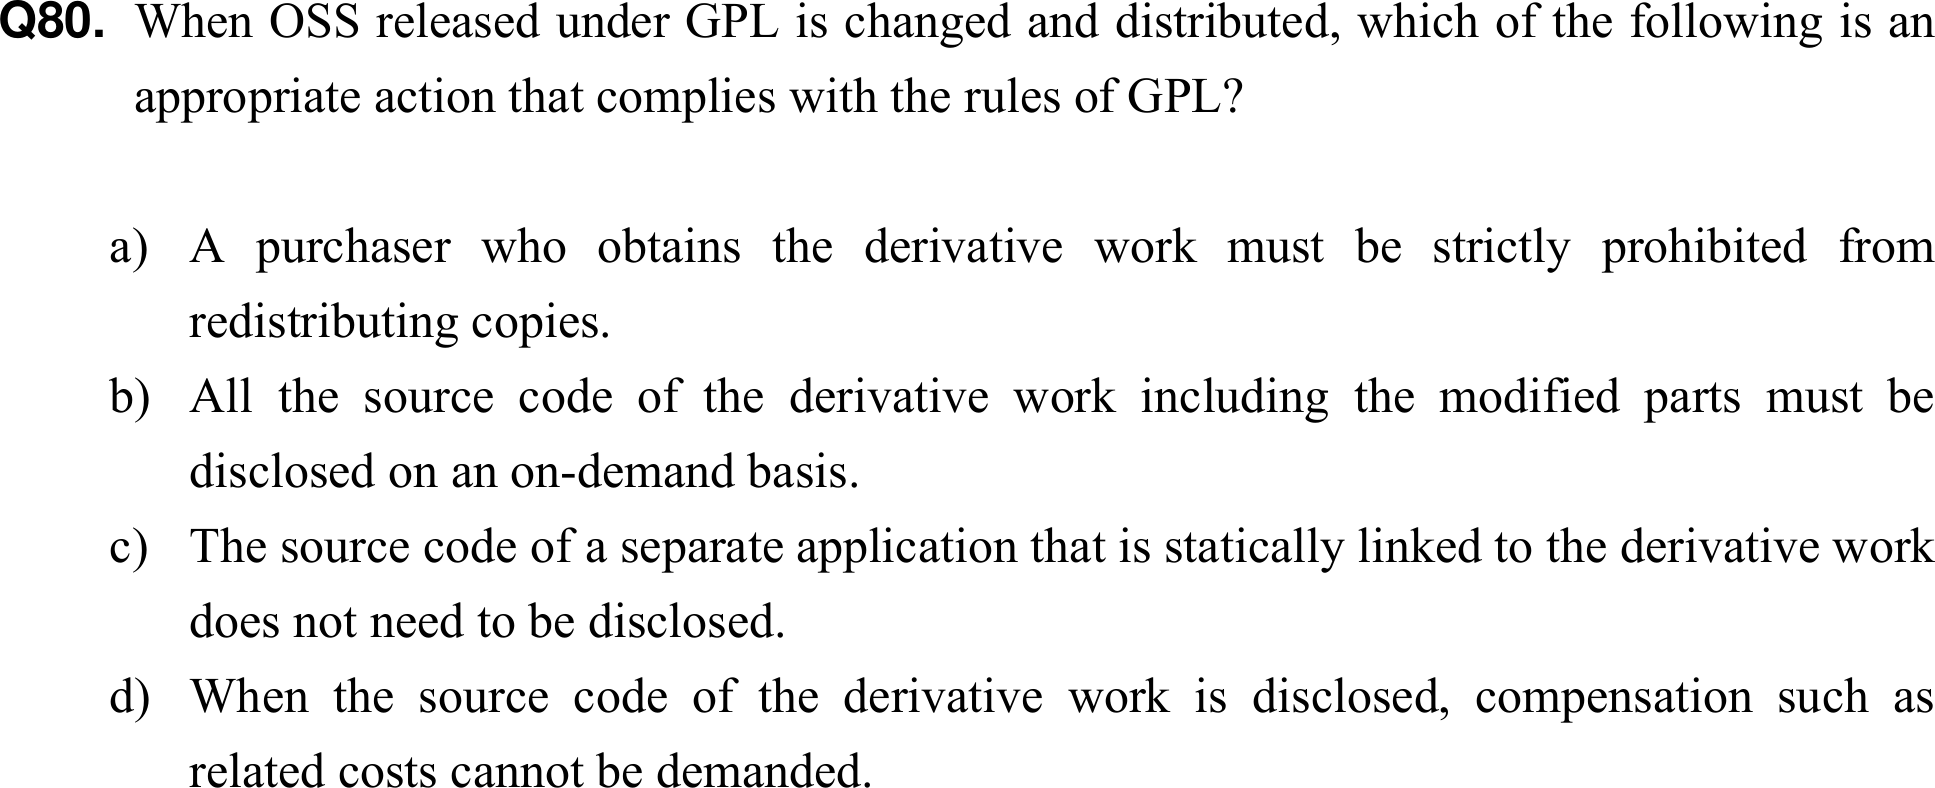 Q80. When OSS released under GPL is changed and distributed, which of the following is an
appropriate action that complies with the rules of GPL?
a) A purchaser who obtains the derivative work must be strictly prohibited from
redistributing copies.
b) All the source code of the derivative work including the modified parts must be
disclosed on an on-demand basis.
c) The source code of a separate application that is statically linked to the derivative work
does not need to be disclosed.
d) When the source code of the derivative work is disclosed, compensation such as
related costs cannot be demanded.